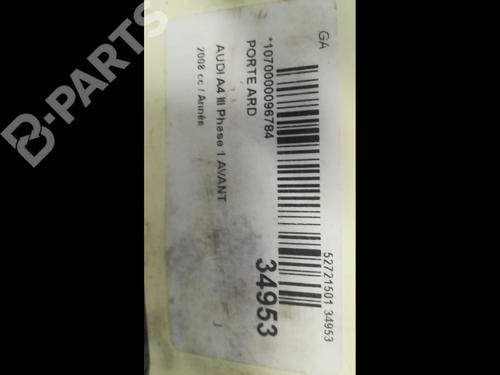 B-PARTS
GA
52721501 34953
*1070000096784
34953
PORTE ARD
AUDI A4 III Phase 1 AVANT
2008 cc / Année
J